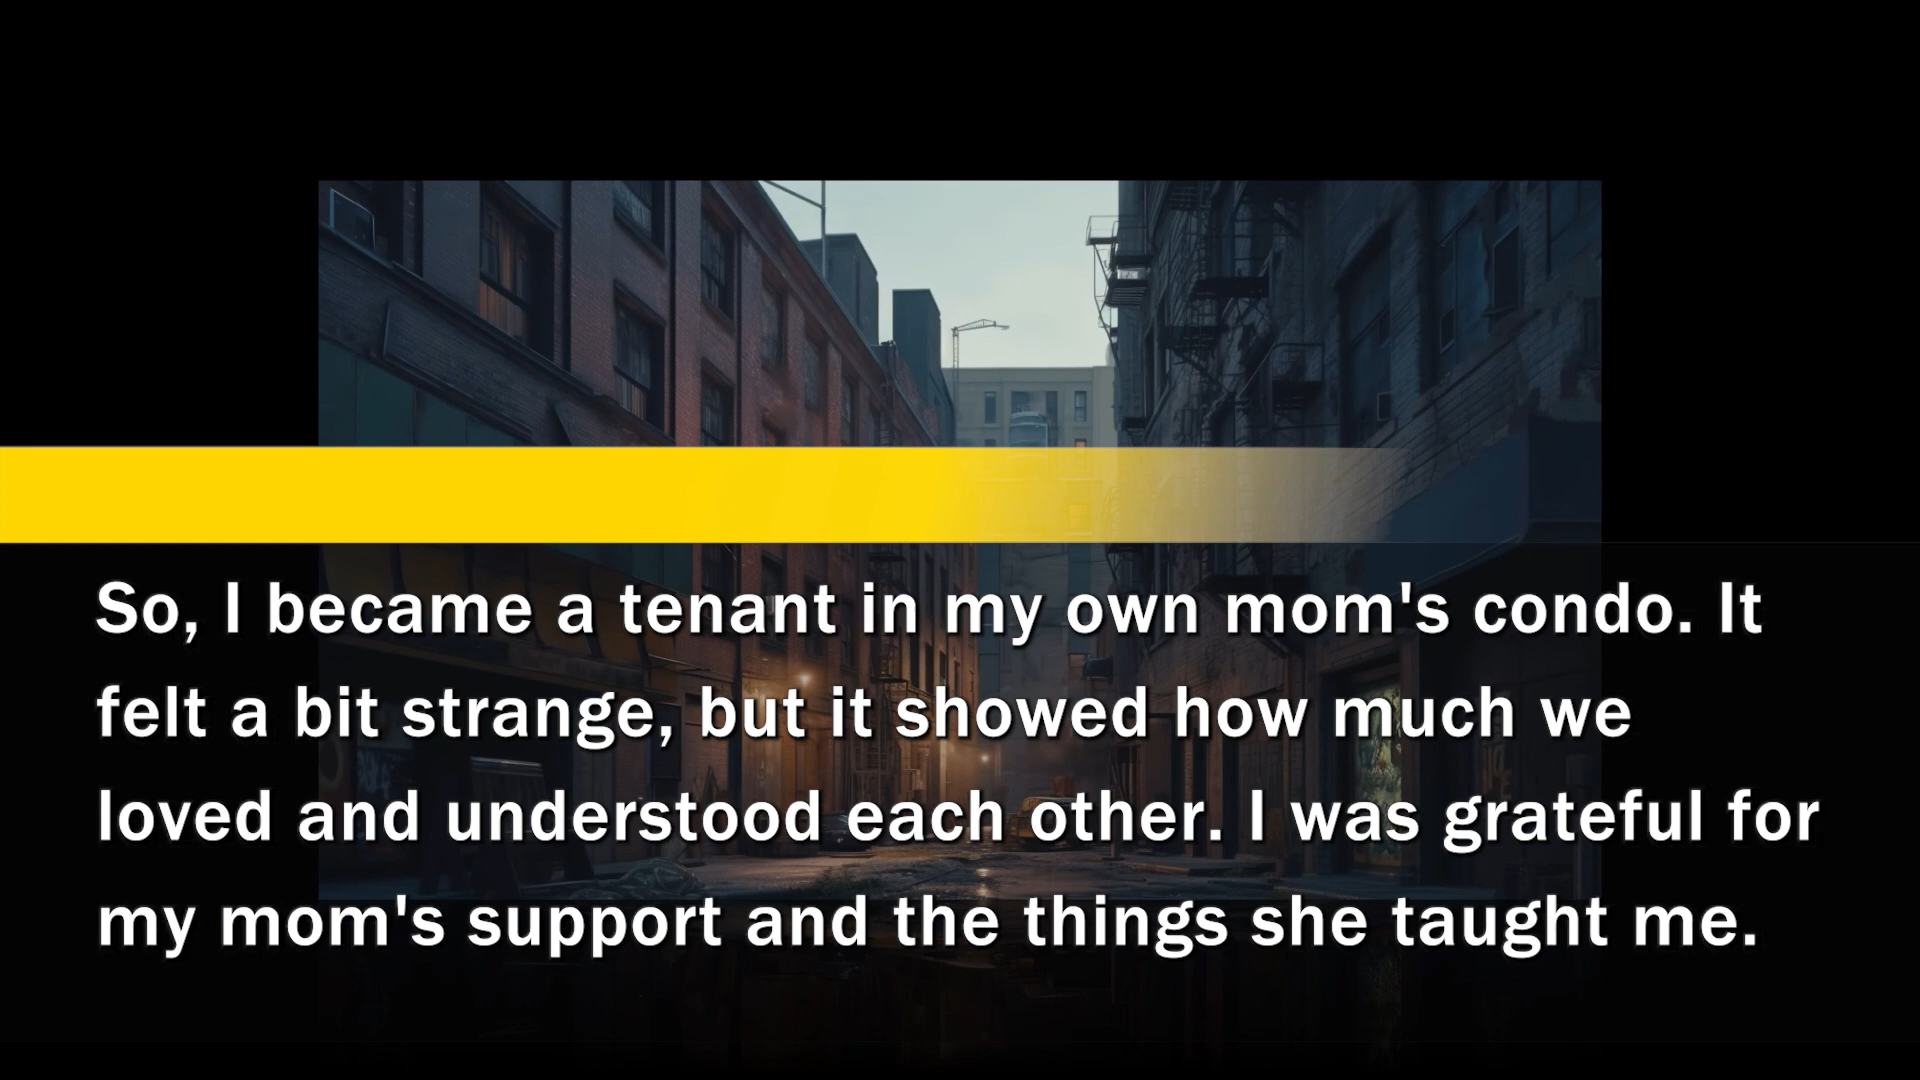 So, I became a tenant in my own mom's condo. It
felt a bit strange, but it showed how much we
loved and understood each other. I was grateful for
my mom's support and the things she taught me.